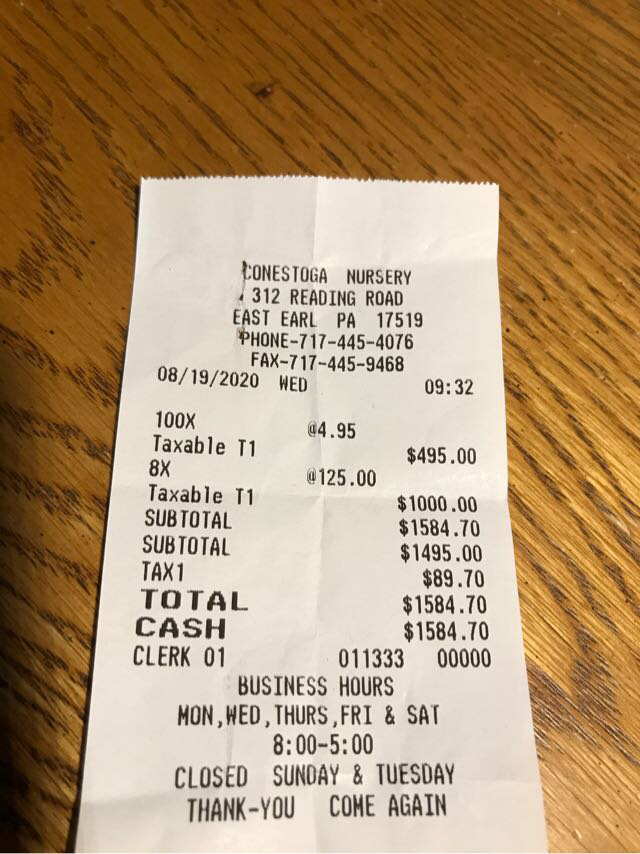 CONESTOGA NURSERY
312 READING ROAD
EAST EARL PA 17519
PHONE-717-445-4076
FAX-717-445-9468
08/19/2020 WED 09:32
100X @4.95
Taxable T1 $495.00
8X @125.00
Taxable T1 $1000.00
SUBTOTAL $1584.70
SUBTOTAL $1495.00
TAX1 $89.70
TOTAL $1584.70
CASH $1584.70
CLERK 01 011333 00000
BUSINESS HOURS
MON,WED,THURS,FRI & SAT
8:00-5:00
CLOSED SUNDAY & TUESDAY
THANK-YOU COME AGAIN